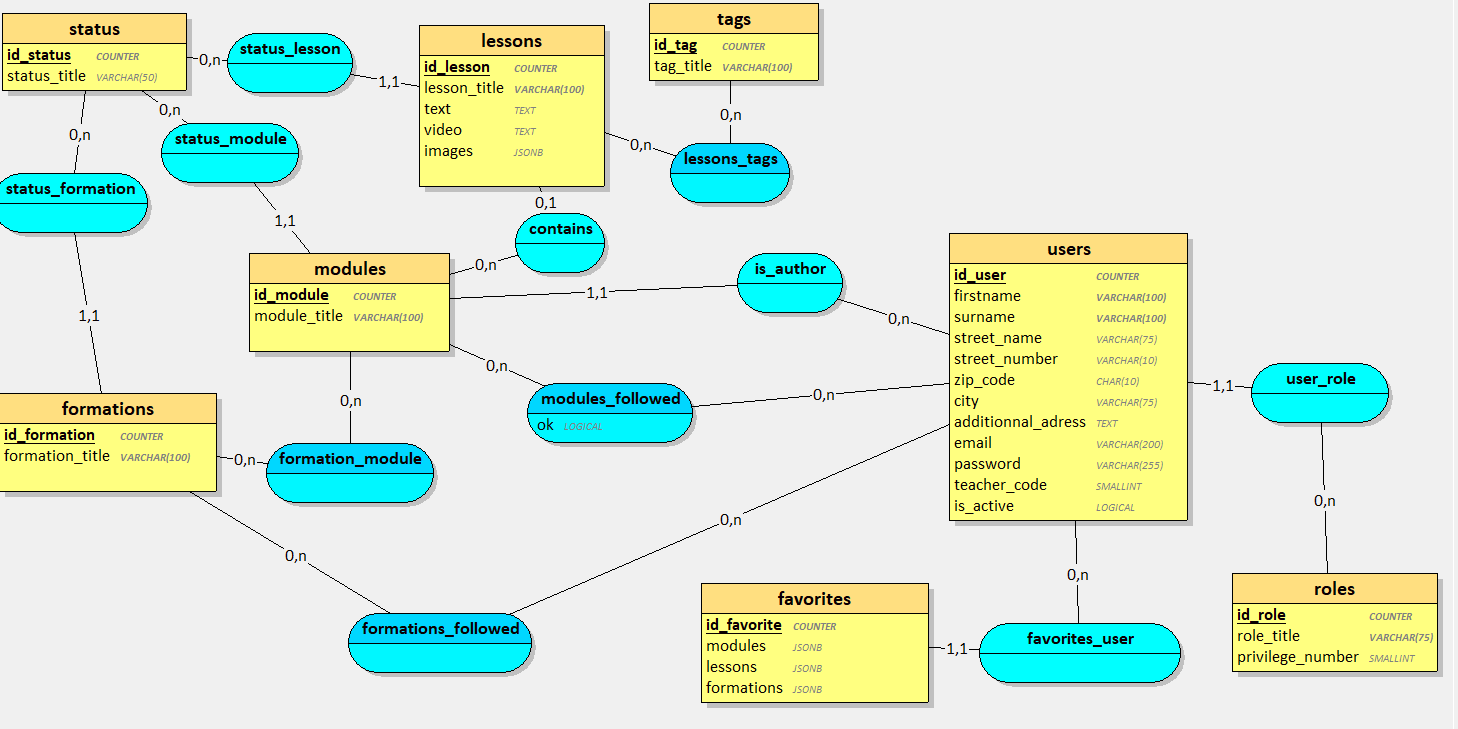 status
id_status COUNTER
status_title VARCHAR(50)
0,n
status_lesson
1,1
lessons
id_lesson COUNTER
lesson_title VARCHAR(100)
text TEXT
video TEXT
images JSONB
tags
id_tag COUNTER
tag_title VARCHAR(100)
0,n
0,n
lessons_tags
0,n
status_module
1,1
0,n
status_formation
1,1
0,1
contains
0,n
modules
id_module COUNTER
module_title VARCHAR(100)
1,1
is_author
0,n
users
id_user COUNTER
firstname VARCHAR(100)
surname VARCHAR(100)
street_name VARCHAR(75)
street_number VARCHAR(10)
zip_code CHAR(10)
city VARCHAR(75)
additionnal_adress TEXT
email VARCHAR(200)
password VARCHAR(255)
teacher_code SMALLINT
is_active LOGICAL
0,n
modules_followed
ok LOGICAL
0,n
1,1
user_role
0,n
formations
id_formation COUNTER
formation_title VARCHAR(100)
0,n
formation_module
0,n
0,n
formations_followed
0,n
favorites
id_favorite COUNTER
modules JSONB
lessons JSONB
formations JSONB
1,1
favorites_user
0,n
roles
id_role COUNTER
role_title VARCHAR(75)
privilege_number SMALLINT